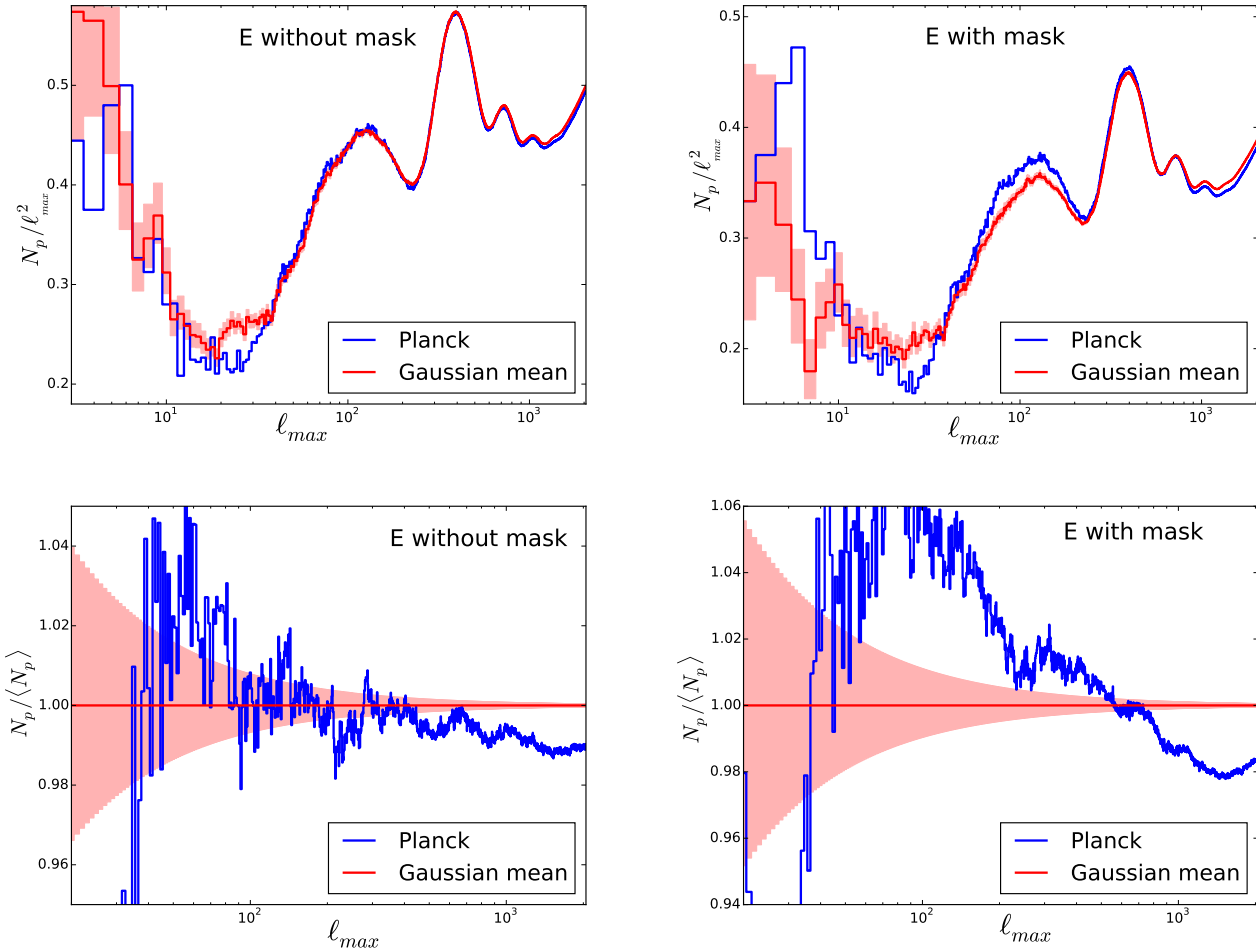 E without mask
0.5
0.4
0.3
0.2
N_p/ℓ²_max
10¹
10²
10³
ℓ_max
Planck
Gaussian mean
E with mask
0.5
0.4
0.3
0.2
N_p/ℓ²_max
10¹
10²
10³
ℓ_max
Planck
Gaussian mean
E without mask
1.04
1.02
1.00
0.98
0.96
N_p/⟨N_p⟩
10²
10³
ℓ_max
Planck
Gaussian mean
E with mask
1.06
1.04
1.02
1.00
0.98
0.96
0.94
N_p/⟨N_p⟩
10²
10³
ℓ_max
Planck
Gaussian mean